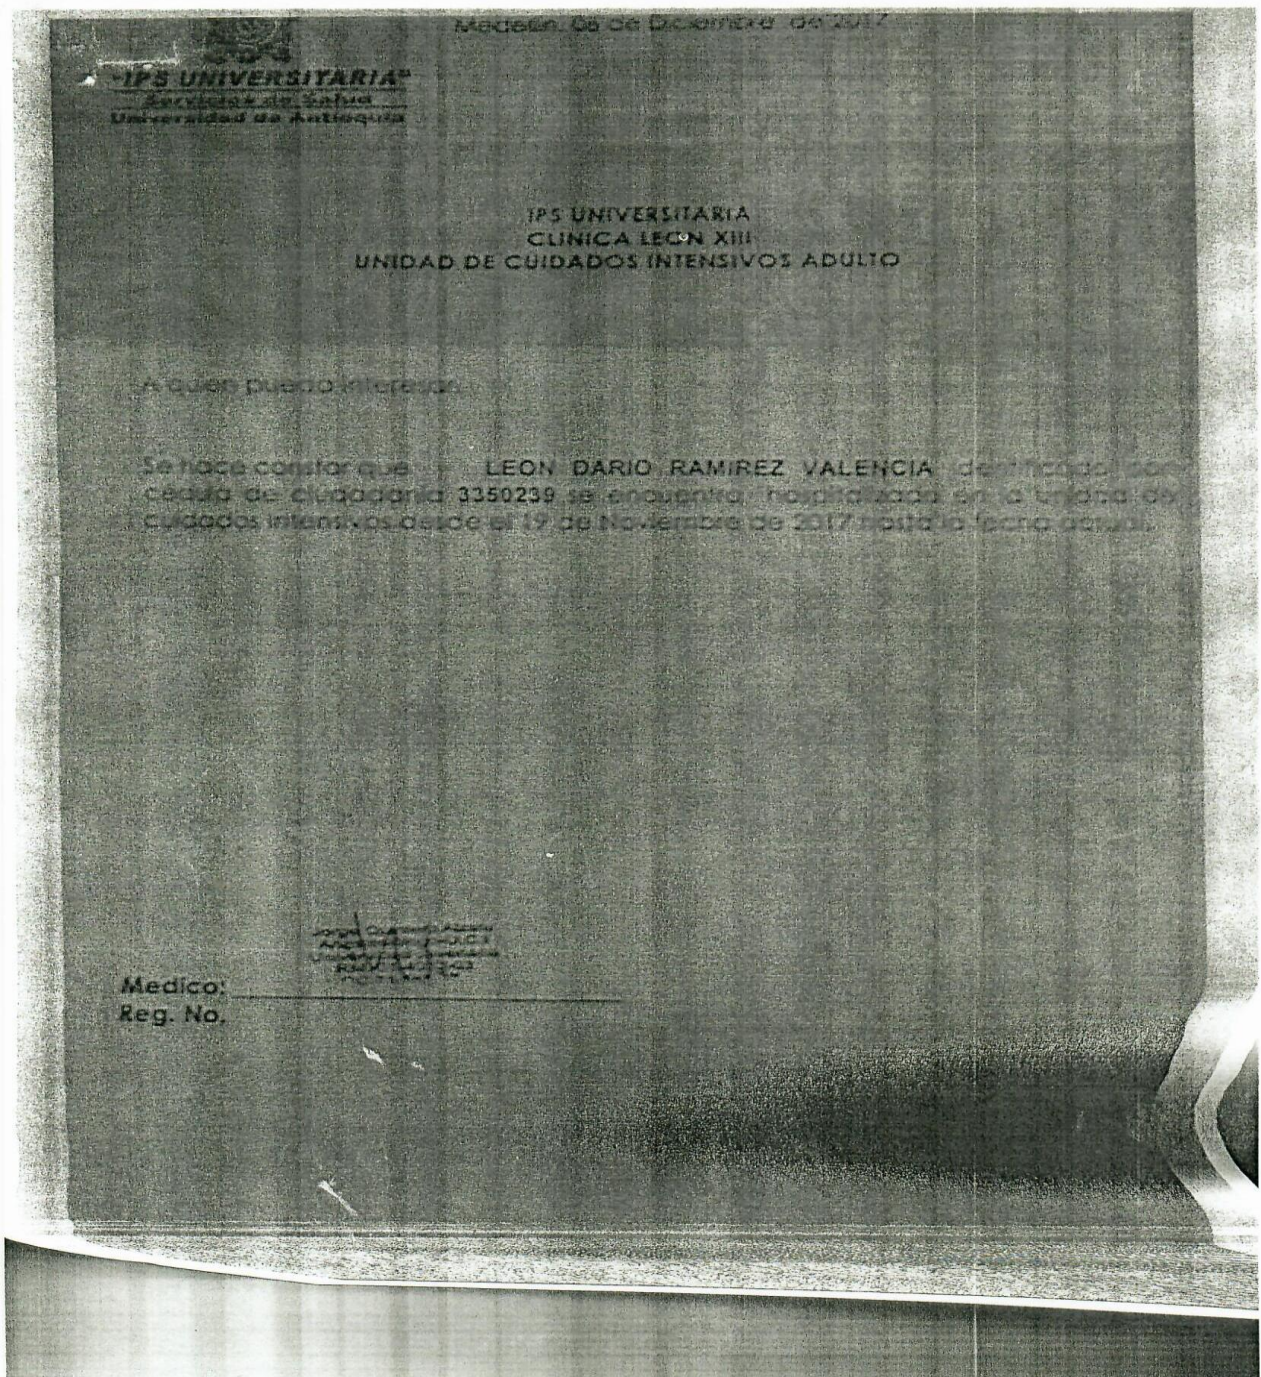 Medellín, 06 de Diciembre de 2017
"IPS UNIVERSITARIA"
Servicios de Salud
Universidad de Antioquia
IPS UNIVERSITARIA
CLINICA LEON XIII
UNIDAD DE CUIDADOS INTENSIVOS ADULTO
A quien pueda interesar:
Se hace constar que LEON DARIO RAMIREZ VALENCIA identificado con
cedula de ciudadania 3350239 se encuentra hospitalizado en la unidad de
cuidados intensivos desde el 19 de Noviembre de 2017 hasta la fecha actual.
Medico:
Reg. No.